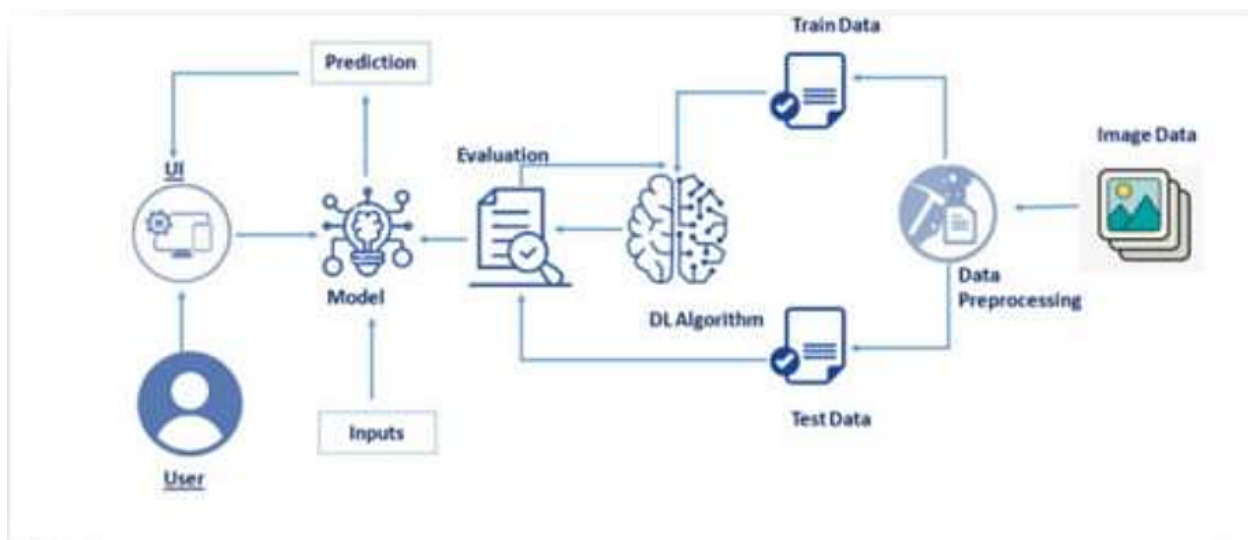 Train Data
Prediction
Image Data
Evaluation
UI
Data
Preprocessing
Model
DL Algorithm
Test Data
Inputs
User